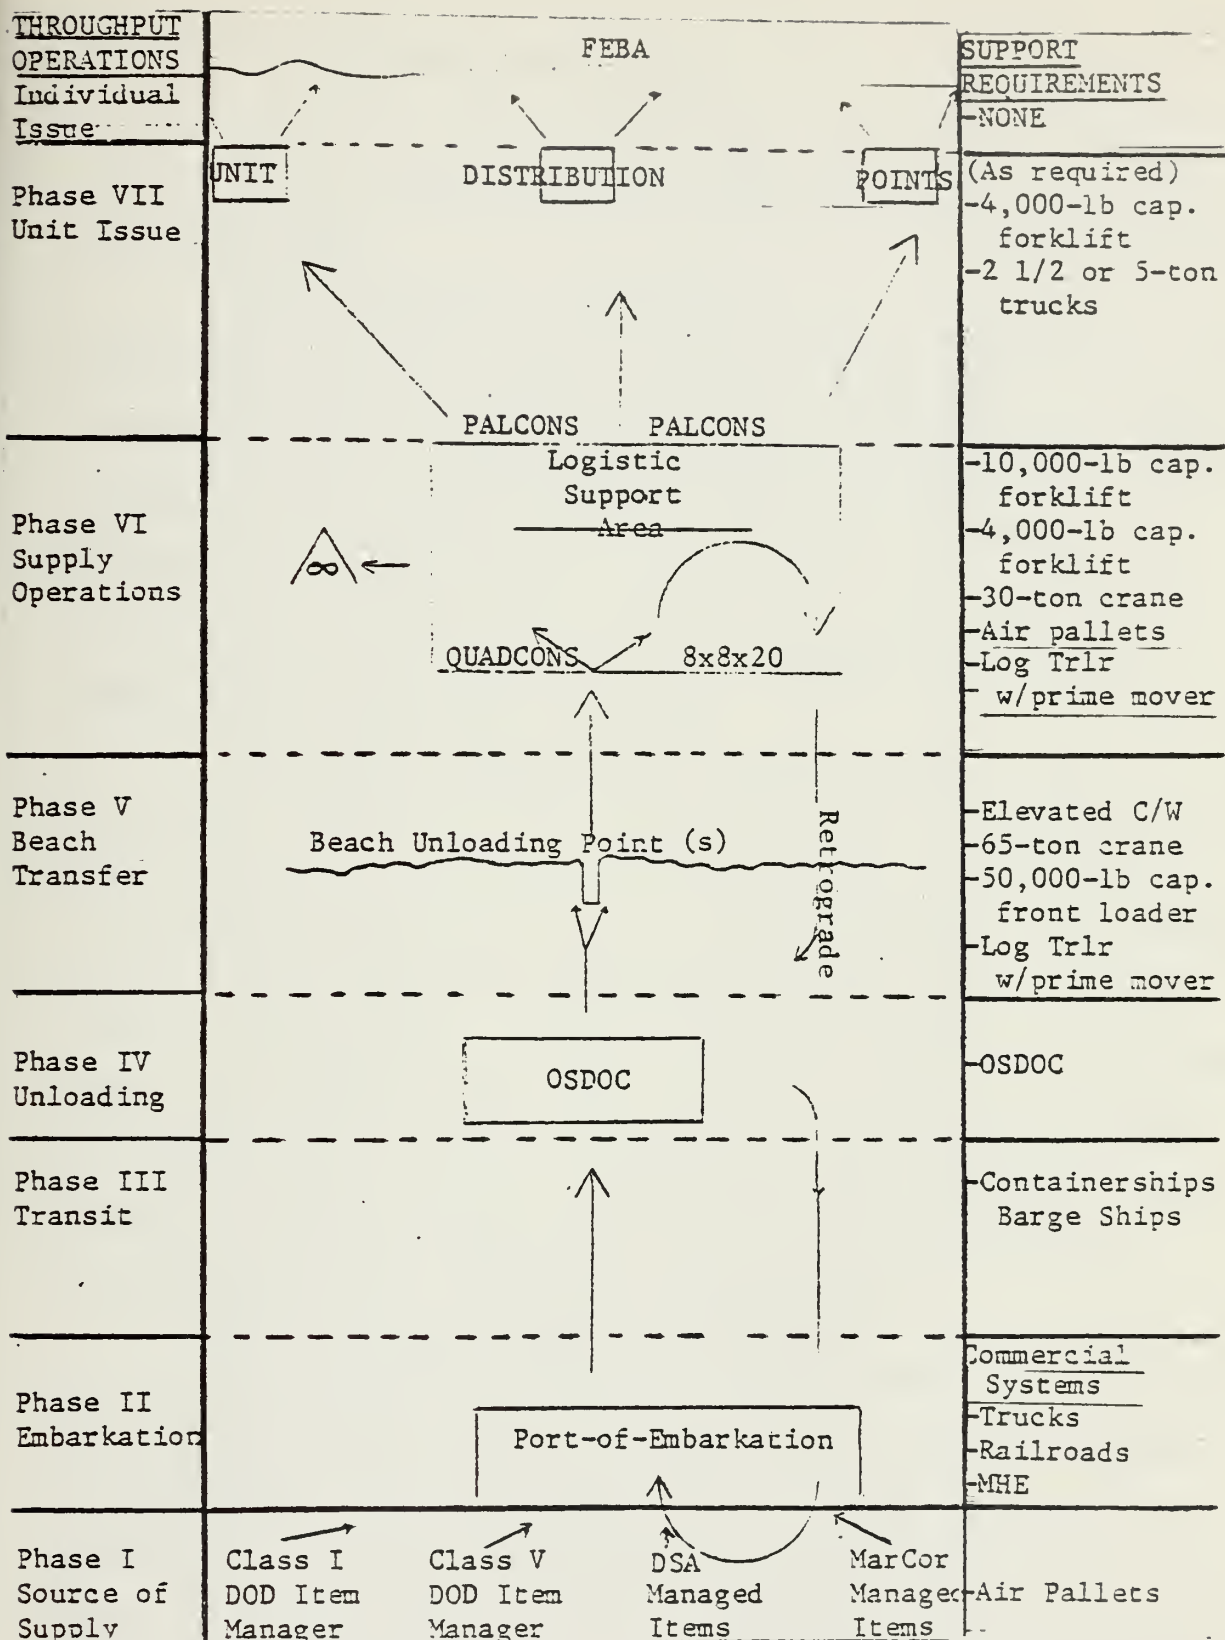 THROUGHPUT
OPERATIONS
Individual
Issue
FEBA
SUPPORT
REQUIREMENTS
-NONE
Phase VII
Unit Issue
UNIT
DISTRIBUTION
POINTS
(As required)
-4,000-lb cap.
forklift
-2 1/2 or 5-ton
trucks
PALCONS
PALCONS
Phase VI
Supply
Operations
Logistic
Support
Area
∞
QUADCONS
8x8x20
-10,000-lb cap.
forklift
-4,000-lb cap.
forklift
-30-ton crane
-Air pallets
-Log Trlr
w/prime mover
Phase V
Beach
Transfer
Beach Unloading Point (s)
Retrograde
-Elevated C/W
-65-ton crane
-50,000-lb cap.
front loader
-Log Trlr
w/prime mover
Phase IV
Unloading
OSDOC
-OSDOC
Phase III
Transit
-Containerships
Barge Ships
Phase II
Embarkation
Port-of-Embarkation
Commercial
Systems
-Trucks
-Railroads
-MHE
Phase I
Source of
Supply
Class I
DOD Item
Manager
Class V
DOD Item
Manager
DSA
Managed
Items
MarCor
Managed
Items
-Air Pallets